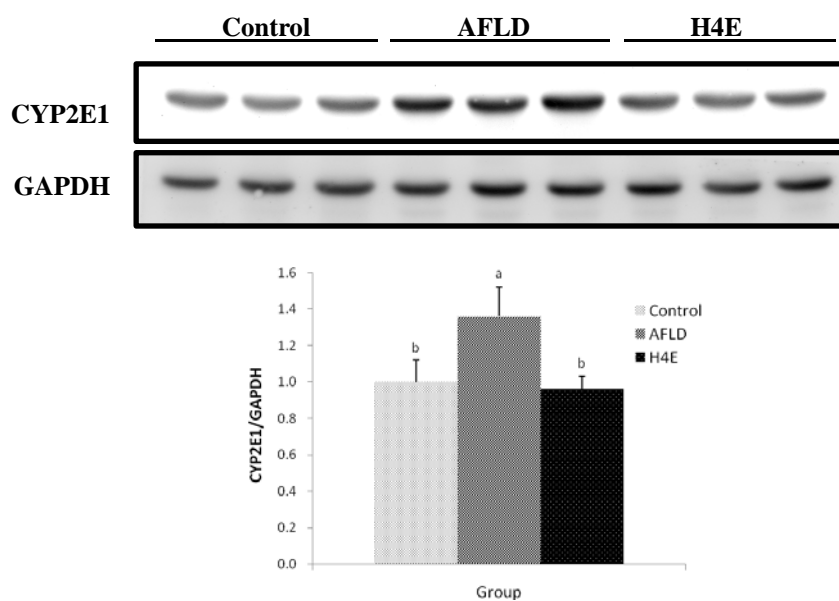 Control AFLD H4E
CYP2E1
GAPDH
1.6
1.4
1.2
1.0
0.8
0.6
0.4
0.2
0.0
CYP2E1/GAPDH
b
a
b
Control
AFLD
H4E
Group